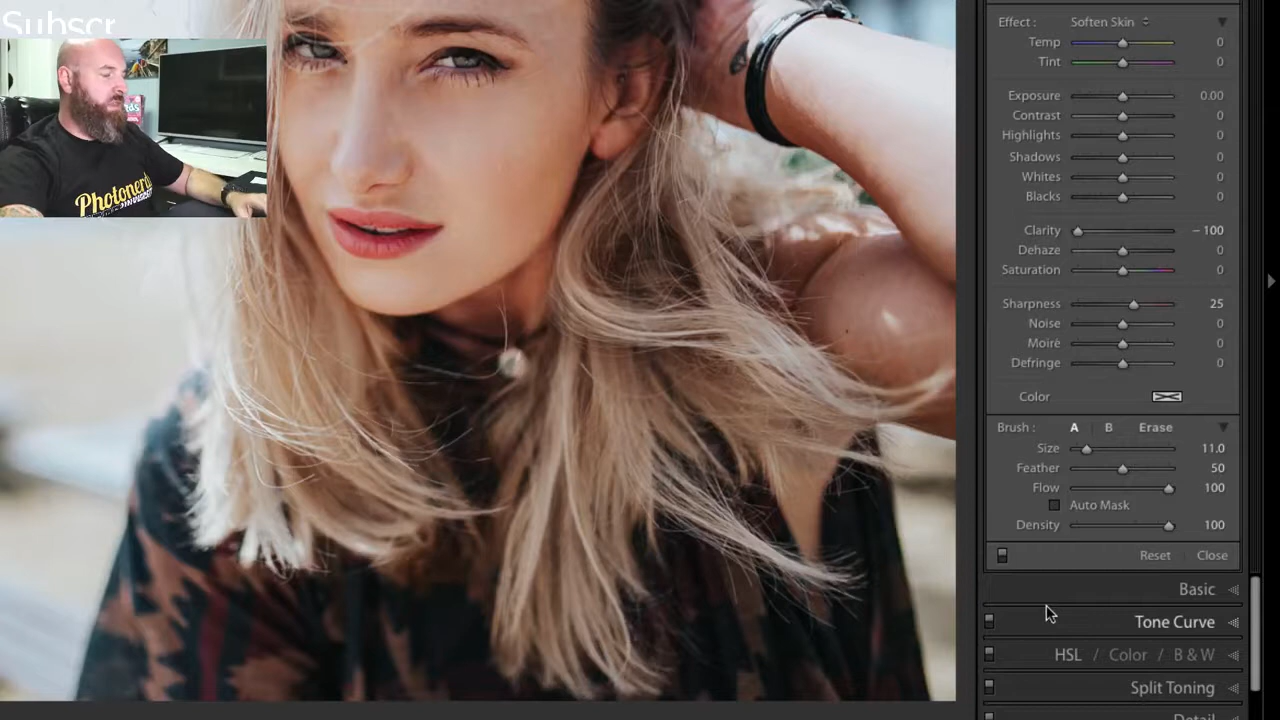 Subscr
Photonerds
Effect : Soften Skin
Temp 0
Tint 0
Exposure 0.00
Contrast 0
Highlights 0
Shadows 0
Whites 0
Blacks 0
Clarity – 100
Dehaze 0
Saturation 0
Sharpness 25
Noise 0
Moiré 0
Defringe 0
Color
Brush : A B Erase
Size 11.0
Feather 50
Flow 100
Auto Mask
Density 100
Reset Close
Basic
Tone Curve
HSL / Color / B & W
Split Toning
Detail